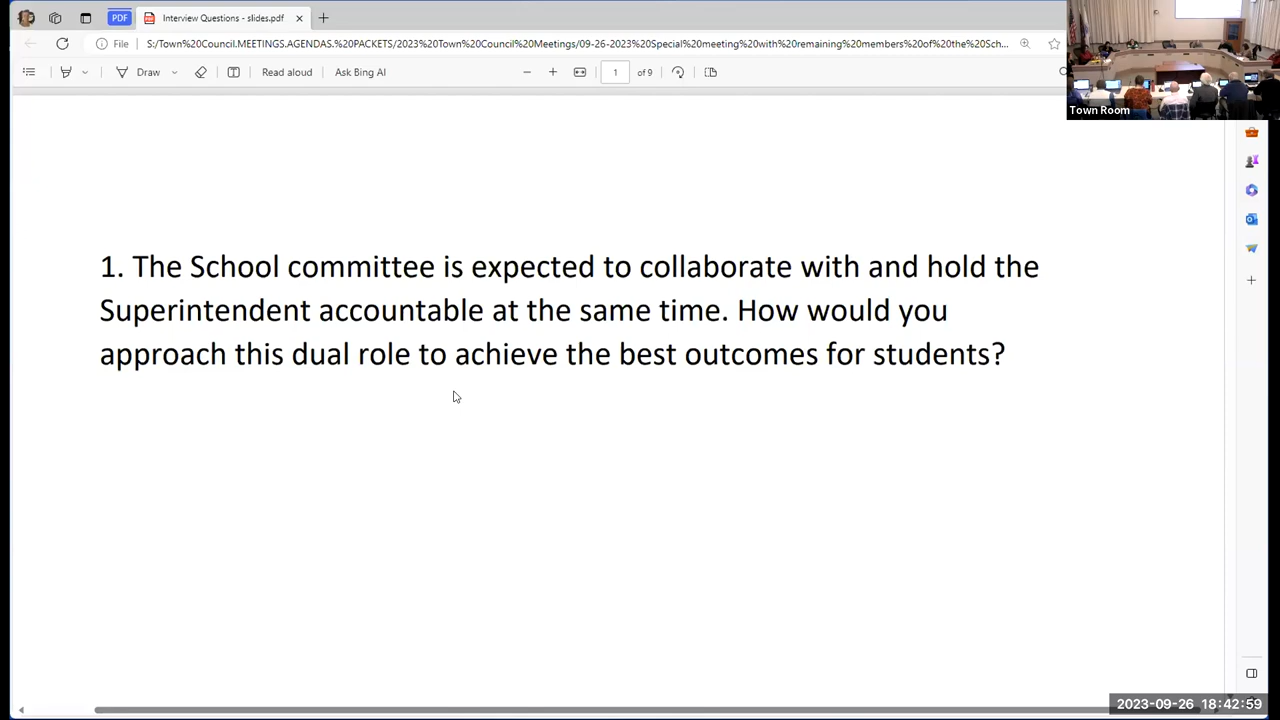 PDF
Interview Questions - slides.pdf
File
S:/Town%20Council.MEETINGS.AGENDAS.%20PACKETS/2023%20Town%20Council%20Meetings/09-26-2023%20Special%20meeting%20with%20remaining%20members%20of%20the%20Sch...
Draw
Read aloud
Ask Bing AI
1
of 9
Town Room
1. The School committee is expected to collaborate with and hold the
Superintendent accountable at the same time. How would you
approach this dual role to achieve the best outcomes for students?
2023-09-26 18:42:59